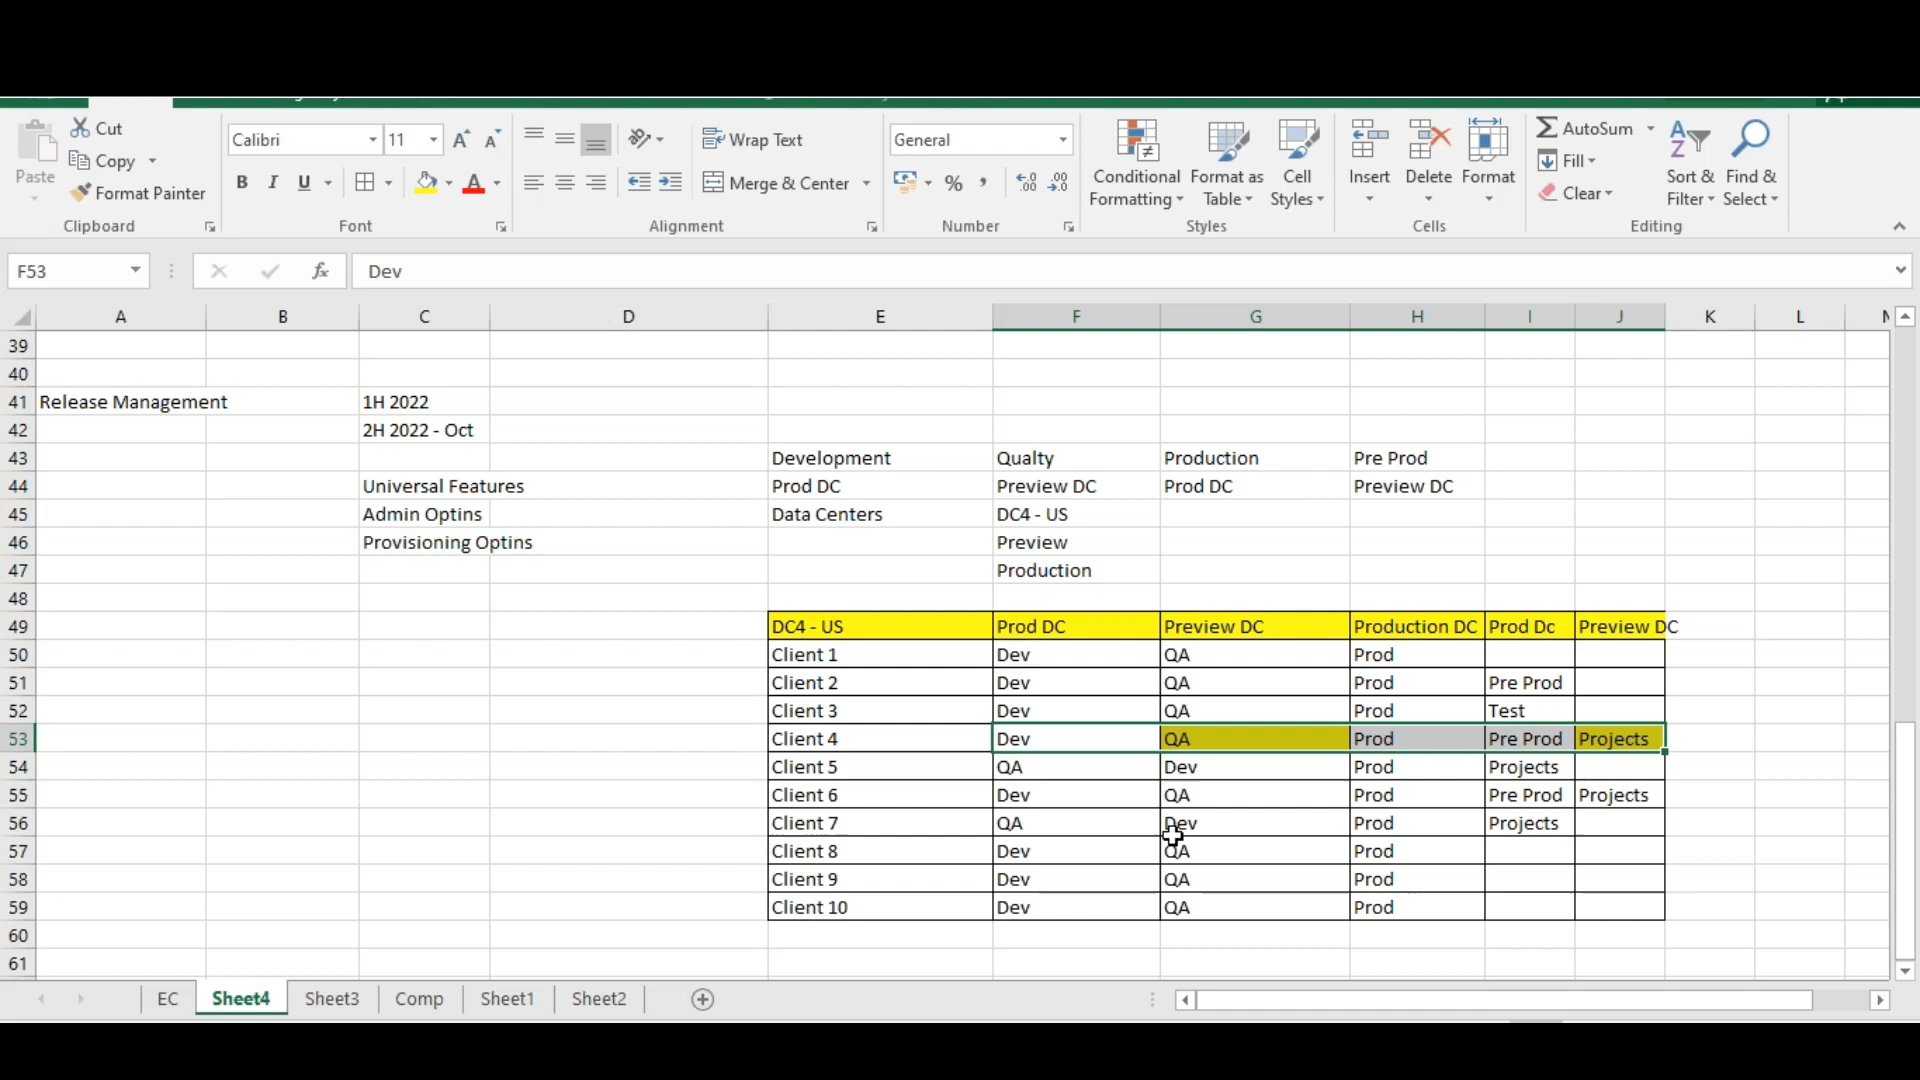 Cut
Copy
Paste
Format Painter
Clipboard
Calibri 11
B I U A
Font
Wrap Text
Merge & Center
Alignment
General
% ,
Number
Conditional Formatting
Format as Table
Cell Styles
Styles
Insert
Delete
Format
Cells
AutoSum
Fill
Clear
Sort & Filter
Find & Select
Editing
F53 fx Dev
A B C D E F G H I J K L
39
40
41 Release Management 1H 2022
42 2H 2022 - Oct
43 Development Qualty Production Pre Prod
44 Universal Features Prod DC Preview DC Prod DC Preview DC
45 Admin Optins Data Centers DC4 - US
46 Provisioning Optins Preview
47 Production
48
49 DC4 - US Prod DC Preview DC Production DC Prod Dc Preview DC
50 Client 1 Dev QA Prod
51 Client 2 Dev QA Prod Pre Prod
52 Client 3 Dev QA Prod Test
53 Client 4 Dev QA Prod Pre Prod Projects
54 Client 5 QA Dev Prod Projects
55 Client 6 Dev QA Prod Pre Prod Projects
56 Client 7 QA Dev Prod Projects
57 Client 8 Dev QA Prod
58 Client 9 Dev QA Prod
59 Client 10 Dev QA Prod
60
61
EC Sheet4 Sheet3 Comp Sheet1 Sheet2